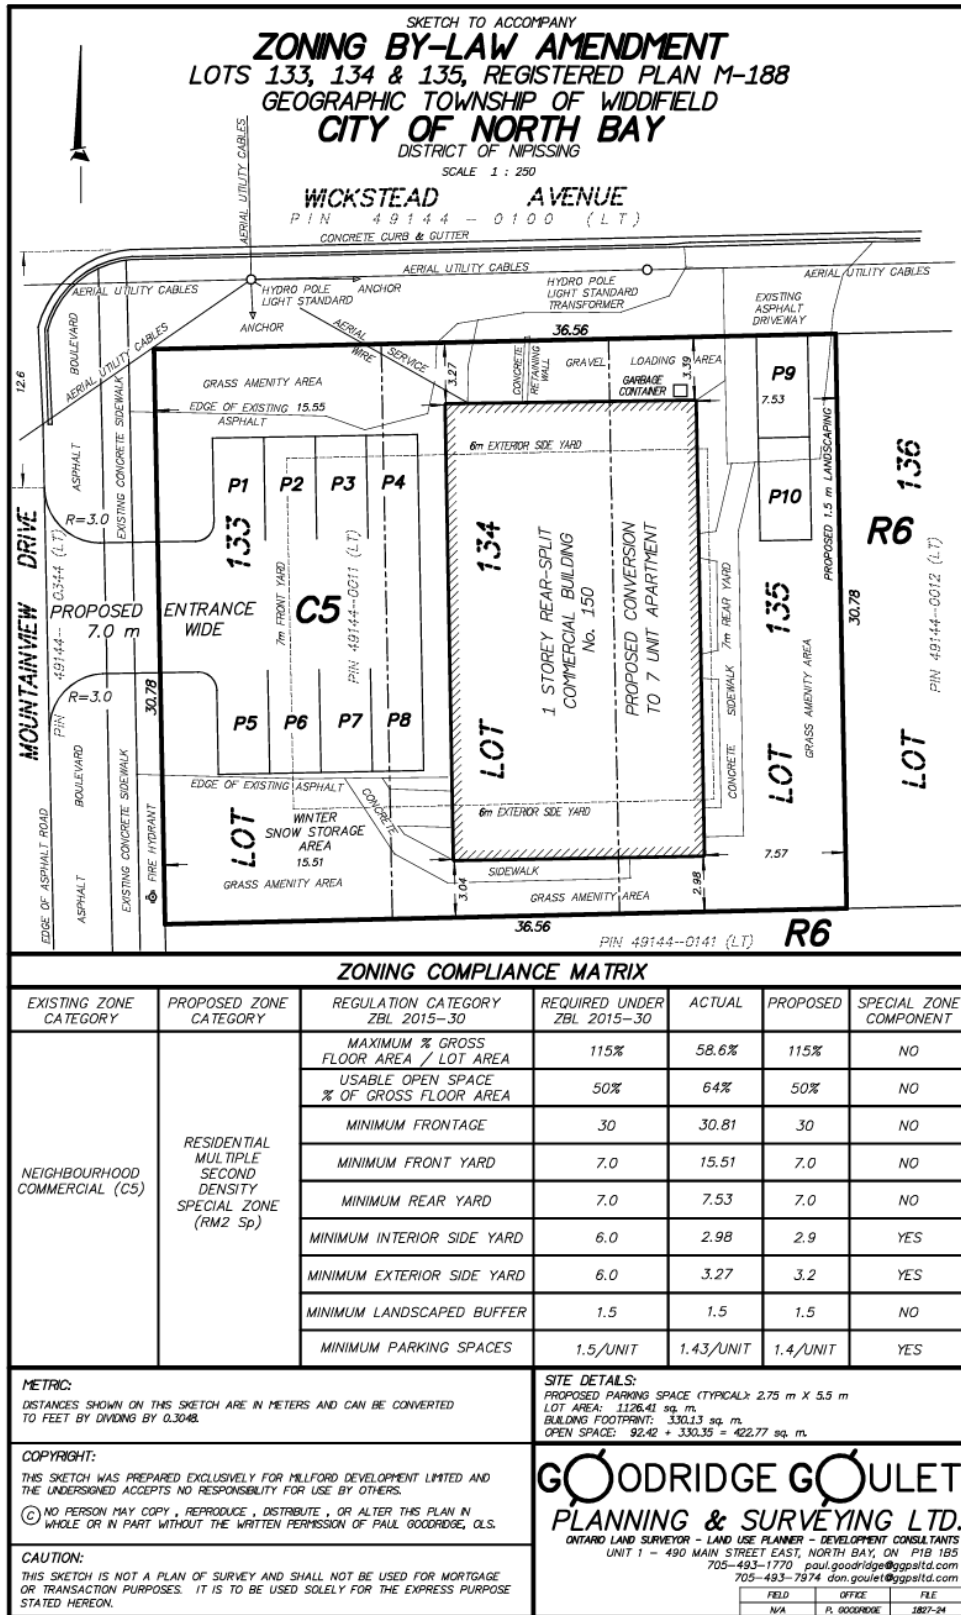 SKETCH TO ACCOMPANY
ZONING BY-LAW AMENDMENT
LOTS 133, 134 & 135, REGISTERED PLAN M-188
GEOGRAPHIC TOWNSHIP OF WIDDIFIELD
CITY OF NORTH BAY
DISTRICT OF NIPISSING
SCALE 1 : 250
WICKSTEAD AVENUE
PIN 49144 - 0100 (LT)
CONCRETE CURB & GUTTER
AERIAL UTILITY CABLES
AERIAL UTILITY CABLES
AERIAL UTILITY CABLES
AERIAL UTILITY CABLES
AERIAL UTILITY CABLES
HYDRO POLE
LIGHT STANDARD
ANCHOR
ANCHOR
HYDRO POLE
LIGHT STANDARD
TRANSFORMER
EXISTING
ASPHALT
DRIVEWAY
AERIAL SERVICE
WIRE
36.56
12.6
BOULEVARD
ASPHALT
EXISTING CONCRETE SIDEWALK
GRASS AMENITY AREA
EDGE OF EXISTING 15.55
ASPHALT
3.27
CONCRETE
RETAINING
WALL
GRAVEL
LOADING AREA
3.39
GARBAGE
CONTAINER
P9
7.53
P10
PROPOSED 1.5 m LANDSCAPING
136
R6
6m EXTERIOR SIDE YARD
P1
P2
P3
P4
R=3.0
133
134
135
MOUNTAINVIEW DRIVE
PIN 49144-0344 (LT)
PROPOSED ENTRANCE
7.0 m WIDE
7m FRONT YARD
C5
PIN 49144-0011 (LT)
1 STOREY REAR-SPLIT
COMMERCIAL BUILDING
No. 150
PROPOSED CONVERSION
TO 7 UNIT APARTMENT
7m REAR YARD
CONCRETE SIDEWALK
GRASS AMENITY AREA
30.78
PIN 49144-0012 (LT)
R=3.0
30.78
P5
P6
P7
P8
LOT
LOT
LOT
LOT
EDGE OF EXISTING ASPHALT
CONCRETE
6m EXTERIOR SIDE YARD
WINTER
SNOW STORAGE
AREA
15.51
GRASS AMENITY AREA
EDGE OF ASPHALT ROAD
ASPHALT
BOULEVARD
EXISTING CONCRETE SIDEWALK
FIRE HYDRANT
SIDEWALK
7.57
3.04
2.98
GRASS AMENITY AREA
36.56
PIN 49144-0141 (LT)
R6
ZONING COMPLIANCE MATRIX
EXISTING ZONE CATEGORY PROPOSED ZONE CATEGORY REGULATION CATEGORY ZBL 2015-30 REQUIRED UNDER ZBL 2015-30 ACTUAL PROPOSED SPECIAL ZONE COMPONENT
NEIGHBOURHOOD
COMMERCIAL (C5)
RESIDENTIAL
MULTIPLE
SECOND
DENSITY
SPECIAL ZONE
(RM2 Sp)
MAXIMUM % GROSS FLOOR AREA / LOT AREA 115% 58.6% 115% NO
USABLE OPEN SPACE % OF GROSS FLOOR AREA 50% 64% 50% NO
MINIMUM FRONTAGE 30 30.81 30 NO
MINIMUM FRONT YARD 7.0 15.51 7.0 NO
MINIMUM REAR YARD 7.0 7.53 7.0 NO
MINIMUM INTERIOR SIDE YARD 6.0 2.98 2.9 YES
MINIMUM EXTERIOR SIDE YARD 6.0 3.27 3.2 YES
MINIMUM LANDSCAPED BUFFER 1.5 1.5 1.5 NO
MINIMUM PARKING SPACES 1.5/UNIT 1.43/UNIT 1.4/UNIT YES
METRIC:
DISTANCES SHOWN ON THIS SKETCH ARE IN METERS AND CAN BE CONVERTED
TO FEET BY DIVIDING BY 0.3048.
SITE DETAILS:
PROPOSED PARKING SPACE (TYPICAL): 2.75 m X 5.5 m
LOT AREA: 1126.41 sq. m.
BUILDING FOOTPRINT: 330.13 sq. m.
OPEN SPACE: 92.42 + 330.35 = 422.77 sq. m.
COPYRIGHT:
THIS SKETCH WAS PREPARED EXCLUSIVELY FOR MILLFORD DEVELOPMENT LIMITED AND
THE UNDERSIGNED ACCEPTS NO RESPONSIBILITY FOR USE BY OTHERS.
© NO PERSON MAY COPY , REPRODUCE , DISTRIBUTE , OR ALTER THIS PLAN IN
WHOLE OR IN PART WITHOUT THE WRITTEN PERMISSION OF PAUL GOODRIDGE, OLS.
CAUTION:
THIS SKETCH IS NOT A PLAN OF SURVEY AND SHALL NOT BE USED FOR MORTGAGE
OR TRANSACTION PURPOSES. IT IS TO BE USED SOLELY FOR THE EXPRESS PURPOSE
STATED HEREON.
GOODRIDGE GOULET
PLANNING & SURVEYING LTD.
ONTARIO LAND SURVEYOR - LAND USE PLANNER - DEVELOPMENT CONSULTANTS
UNIT 1 - 490 MAIN STREET EAST, NORTH BAY, ON P1B 1B5
705-493-1770 paul.goodridge@ggpsltd.com
705-493-7974 don.goulet@ggpsltd.com
FIELD OFFICE FILE
N/A P. GOODRIDGE 1827-24